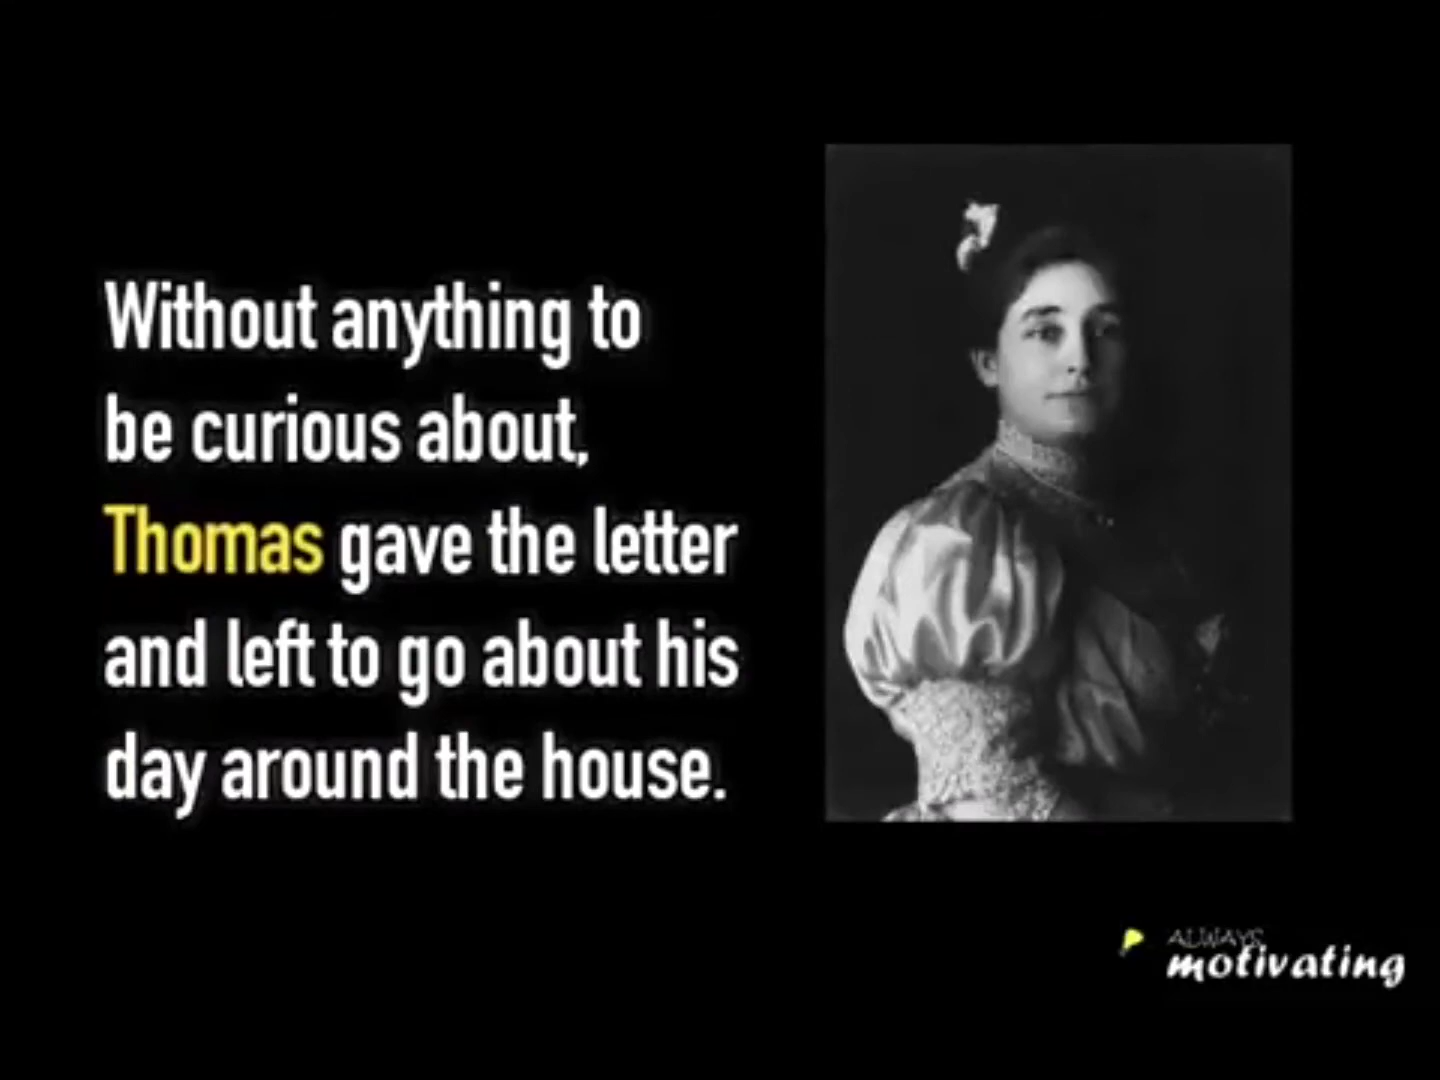 Without anything to
be curious about,
Thomas gave the letter
and left to go about his
day around the house.
ALWAYS
motivating